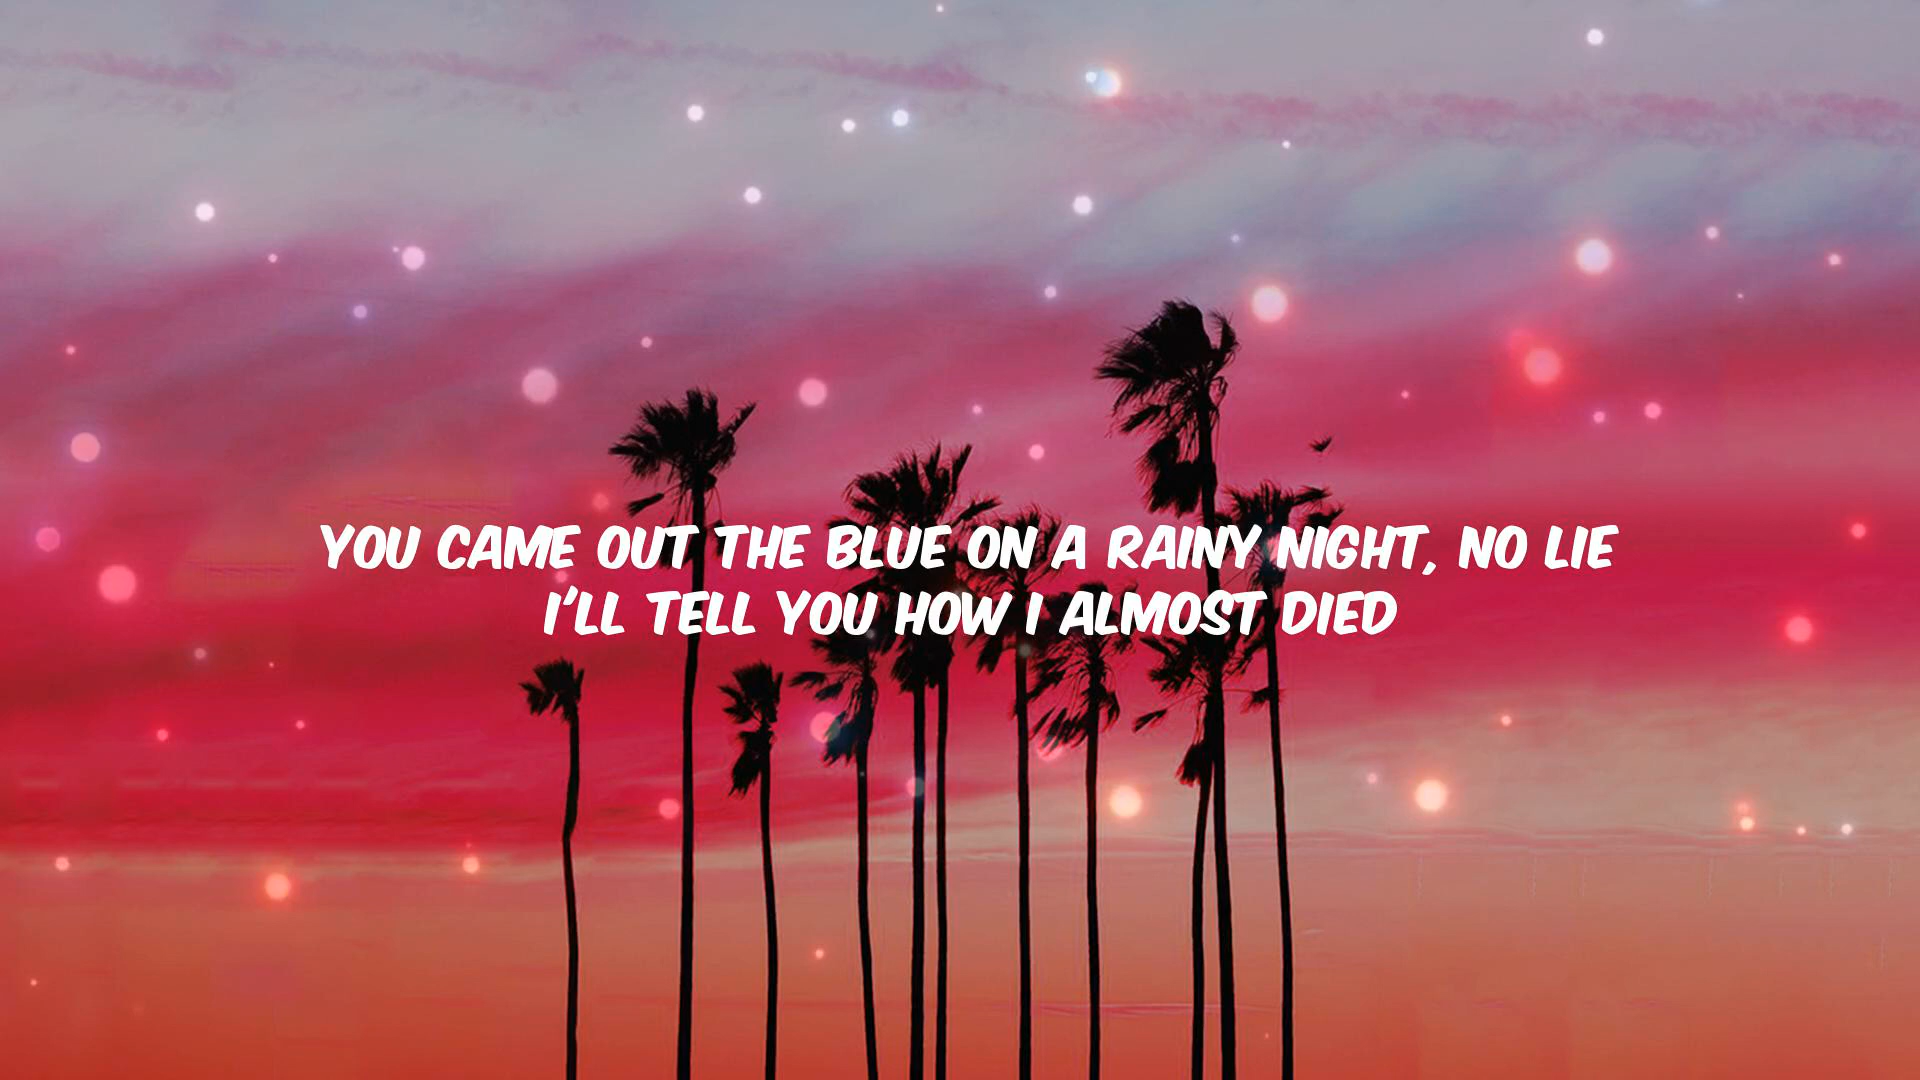 YOU CAME OUT THE BLUE ON A RAINY NIGHT, NO LIE
I'LL TELL YOU HOW I ALMOST DIED